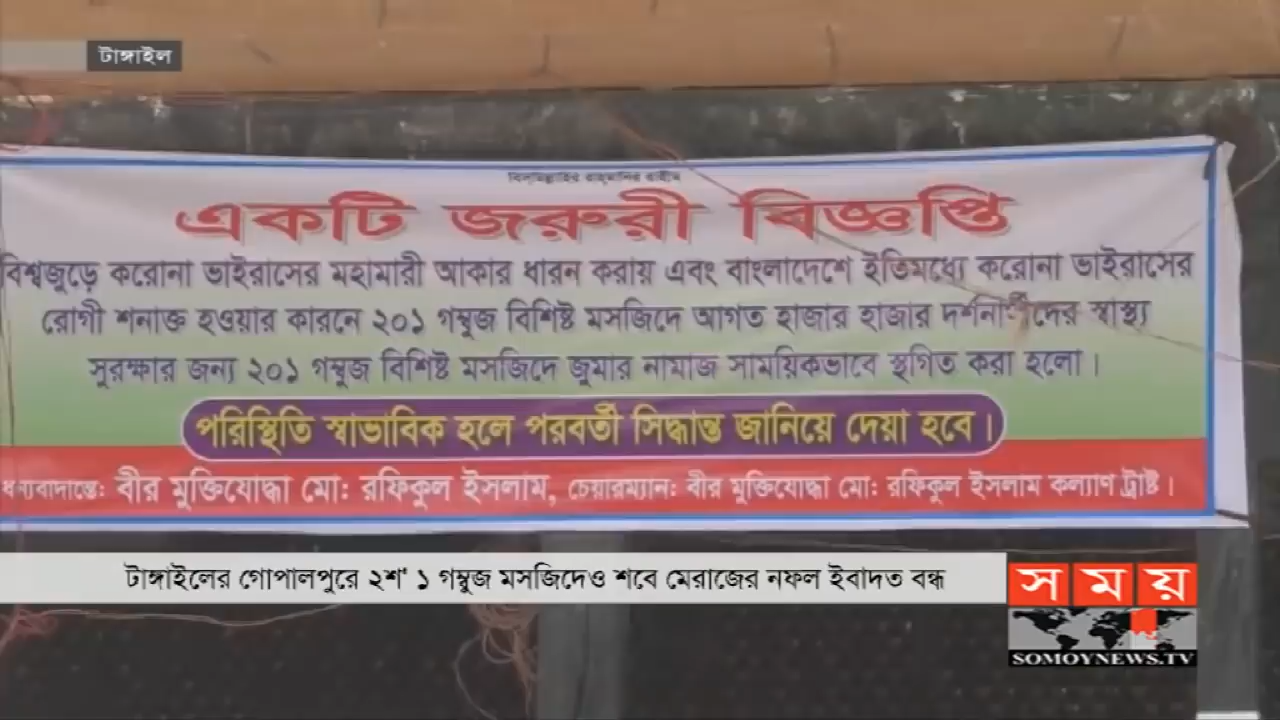 টাঙ্গাইল
বিসমিল্লাহির রাহমানির রাহীম
একটি জরুরী বিজ্ঞপ্তি
বিশ্বজুড়ে করোনা ভাইরাসের মহামারী আকার ধারন করায় এবং বাংলাদেশে ইতিমধ্যে করোনা ভাইরাসের
রোগী শনাক্ত হওয়ার কারনে ২০১ গম্বুজ বিশিষ্ট মসজিদে আগত হাজার হাজার দর্শনার্থীদের স্বাস্থ্য
সুরক্ষার জন্য ২০১ গম্বুজ বিশিষ্ট মসজিদে জুমার নামাজ সাময়িকভাবে স্থগিত করা হলো।
পরিস্থিতি স্বাভাবিক হলে পরবর্তী সিদ্ধান্ত জানিয়ে দেয়া হবে।
ধন্যবাদান্তে: বীর মুক্তিযোদ্ধা মো: রফিকুল ইসলাম, চেয়ারম্যান: বীর মুক্তিযোদ্ধা মো: রফিকুল ইসলাম কল্যাণ ট্রাষ্ট।
টাঙ্গাইলের গোপালপুরে ২শ' ১ গম্বুজ মসজিদেও শবে মেরাজের নফল ইবাদত বন্ধ
সময়
SOMOYNEWS.TV